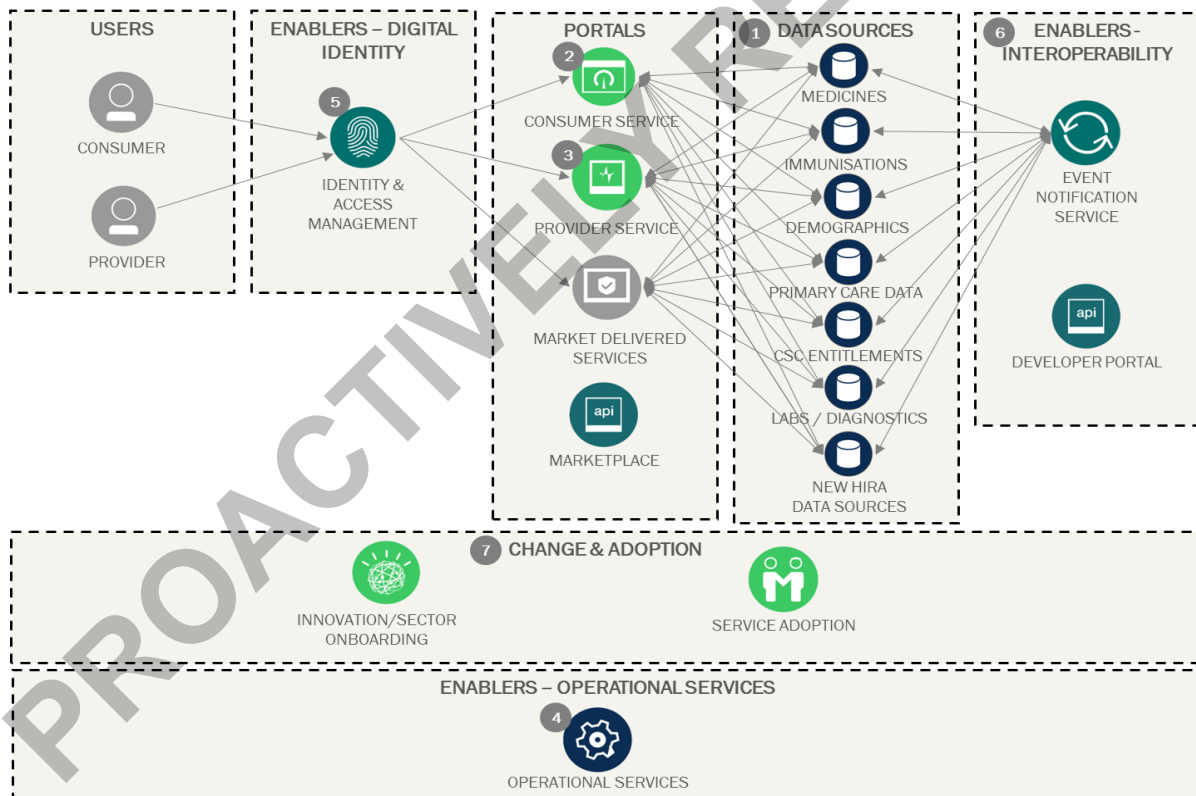 USERS
CONSUMER
PROVIDER
ENABLERS – DIGITAL
IDENTITY
5
IDENTITY &
ACCESS
MANAGEMENT
PORTALS
2
CONSUMER SERVICE
3
PROVIDER SERVICE
MARKET DELIVERED
SERVICES
api
MARKETPLACE
1 DATA SOURCES
MEDICINES
IMMUNISATIONS
DEMOGRAPHICS
PRIMARY CARE DATA
CSC ENTITLEMENTS
LABS / DIAGNOSTICS
NEW HIRA
DATA SOURCES
6 ENABLERS -
INTEROPERABILITY
EVENT
NOTIFICATION
SERVICE
api
DEVELOPER PORTAL
7 CHANGE & ADOPTION
INNOVATION/SECTOR
ONBOARDING
SERVICE ADOPTION
ENABLERS – OPERATIONAL SERVICES
4
OPERATIONAL SERVICES
PROACTIVELY